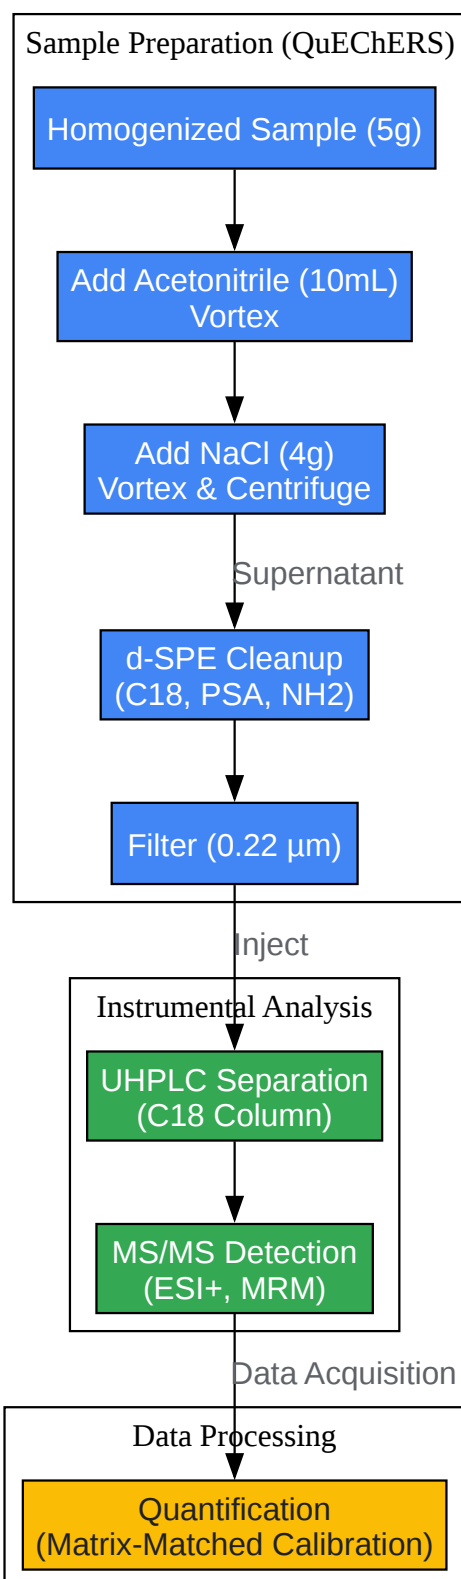 Sample Preparation (QuEChERS)
Homogenized Sample (5g)
Add Acetonitrile (10mL)
Vortex
Add NaCl (4g)
Vortex & Centrifuge
Supernatant
d-SPE Cleanup
(C18, PSA, NH2)
Filter (0.22 µm)
Inject
Instrumental Analysis
UHPLC Separation
(C18 Column)
MS/MS Detection
(ESI+, MRM)
Data Acquisition
Data Processing
Quantification
(Matrix-Matched Calibration)